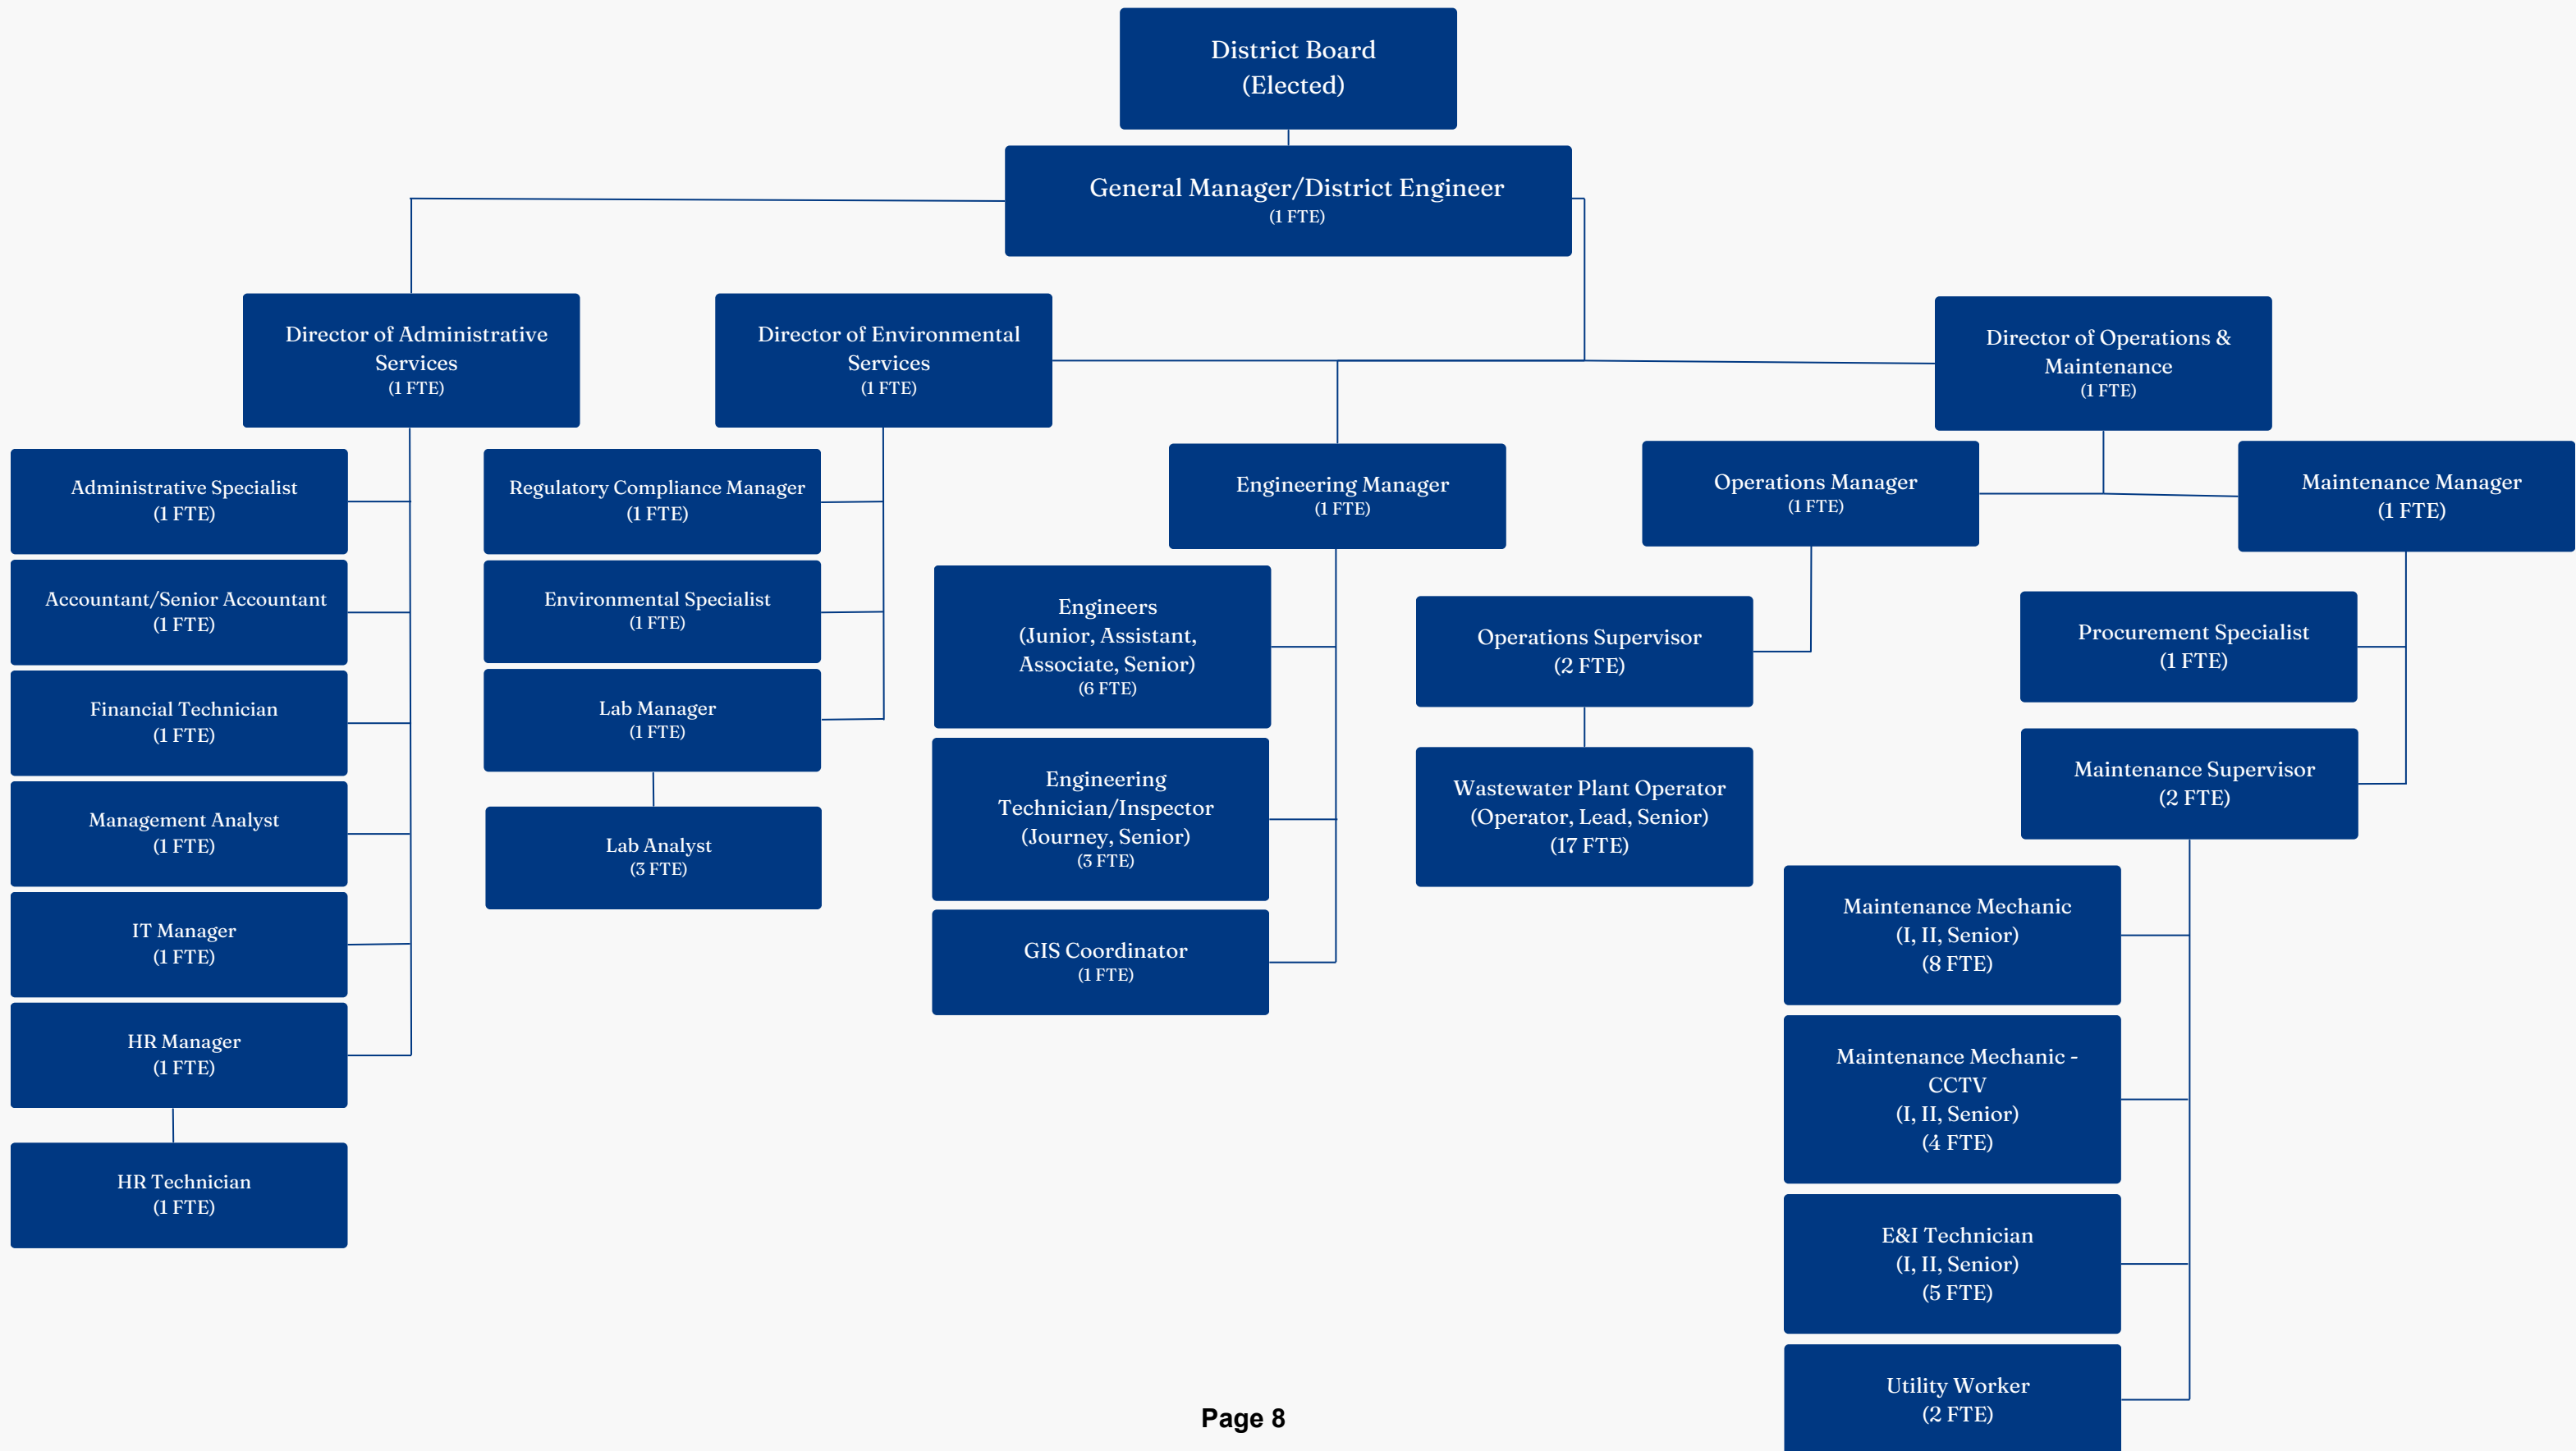 District Board
(Elected)
General Manager/District Engineer
(1 FTE)
Director of Administrative
Services
(1 FTE)
Administrative Specialist
(1 FTE)
Accountant/Senior Accountant
(1 FTE)
Financial Technician
(1 FTE)
Management Analyst
(1 FTE)
IT Manager
(1 FTE)
HR Manager
(1 FTE)
HR Technician
(1 FTE)
Director of Environmental
Services
(1 FTE)
Regulatory Compliance Manager
(1 FTE)
Environmental Specialist
(1 FTE)
Lab Manager
(1 FTE)
Lab Analyst
(3 FTE)
Engineering Manager
(1 FTE)
Engineers
(Junior, Assistant,
Associate, Senior)
(6 FTE)
Engineering
Technician/Inspector
(Journey, Senior)
(3 FTE)
GIS Coordinator
(1 FTE)
Director of Operations &
Maintenance
(1 FTE)
Operations Manager
(1 FTE)
Operations Supervisor
(2 FTE)
Wastewater Plant Operator
(Operator, Lead, Senior)
(17 FTE)
Maintenance Manager
(1 FTE)
Procurement Specialist
(1 FTE)
Maintenance Supervisor
(2 FTE)
Maintenance Mechanic
(I, II, Senior)
(8 FTE)
Maintenance Mechanic -
CCTV
(I, II, Senior)
(4 FTE)
E&I Technician
(I, II, Senior)
(5 FTE)
Utility Worker
(2 FTE)
Page 8